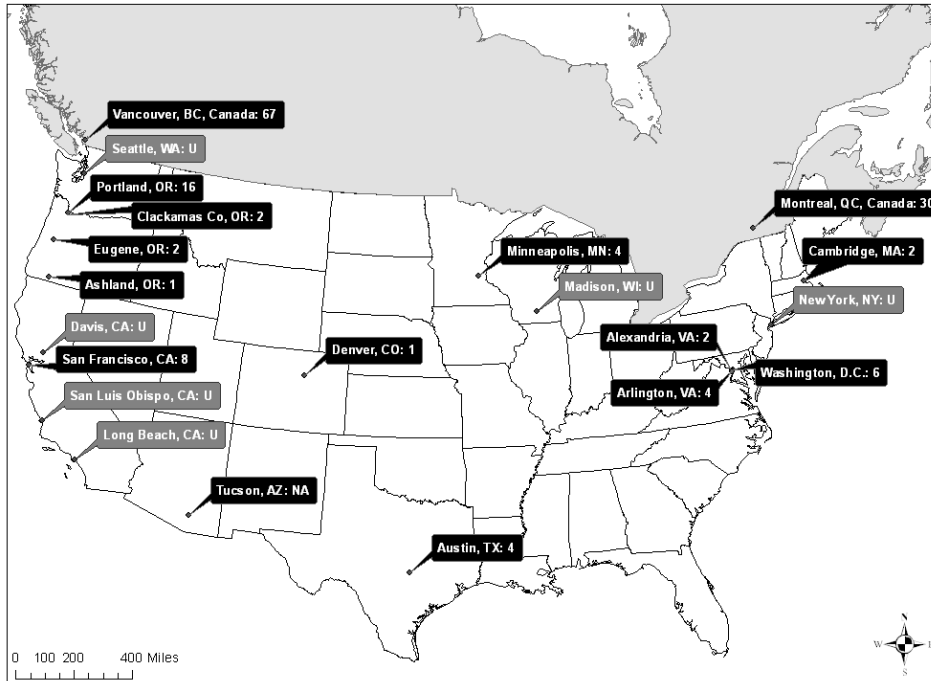 Vancouver, BC, Canada: 67
Seattle, WA: U
Portland, OR: 16
Clackamas Co, OR: 2
Montreal, QC, Canada: 30
Eugene, OR: 2
Minneapolis, MN: 4
Cambridge, MA: 2
Ashland, OR: 1
Madison, WI: U
NewYork, NY: U
Davis, CA: U
Alexandria, VA: 2
San Francisco, CA: 8
Denver, CO: 1
Washington, D.C.: 6
San Luis Obispo, CA: U
Arlington, VA: 4
Long Beach, CA: U
Tucson, AZ: NA
Austin, TX: 4
N
W E
S
0 100 200 400 Miles